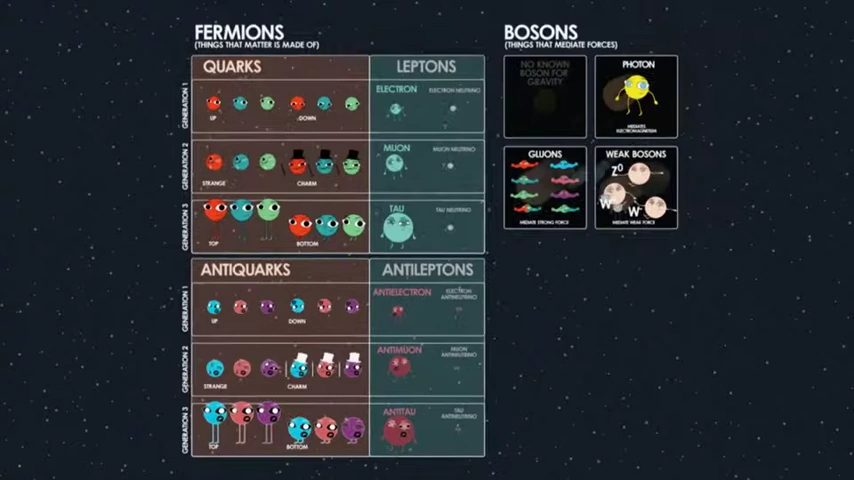 FERMIONS
(THINGS THAT MATTER IS MADE OF)
QUARKS
LEPTONS
GENERATION 1
UP
DOWN
ELECTRON
ELECTRON NEUTRINO
GENERATION 2
STRANGE
CHARM
MUON
MUON NEUTRINO
GENERATION 3
TOP
BOTTOM
TAU
TAU NEUTRINO
ANTIQUARKS
ANTILEPTONS
GENERATION 1
UP
DOWN
ANTIELECTRON
ELECTRON
ANTINEUTRINO
GENERATION 2
STRANGE
CHARM
ANTIMUON
MUON
ANTINEUTRINO
GENERATION 3
TOP
BOTTOM
ANTITAU
TAU
ANTINEUTRINO
BOSONS
(THINGS THAT MEDIATE FORCES)
NO KNOWN
BOSON FOR
GRAVITY
PHOTON
MEDIATES
ELECTROMAGNETISM
GLUONS
MEDIATE STRONG FORCE
WEAK BOSONS
Z⁰
W
W
MEDIATE WEAK FORCE